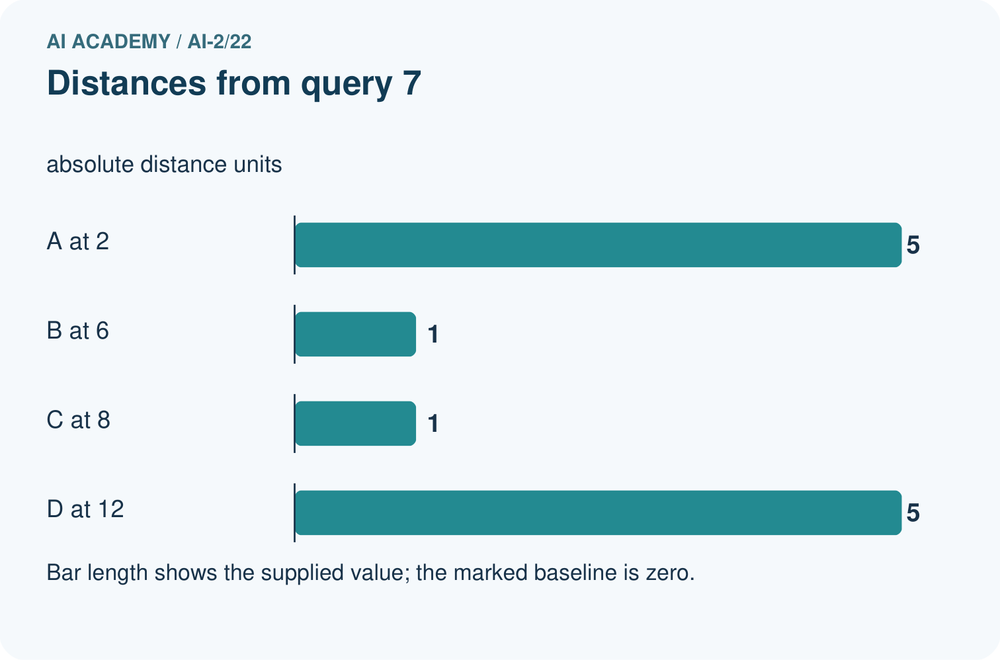 AI ACADEMY / AI-2/22
Distances from query 7
absolute distance units
A at 2
5
B at 6
1
C at 8
1
D at 12
5
Bar length shows the supplied value; the marked baseline is zero.